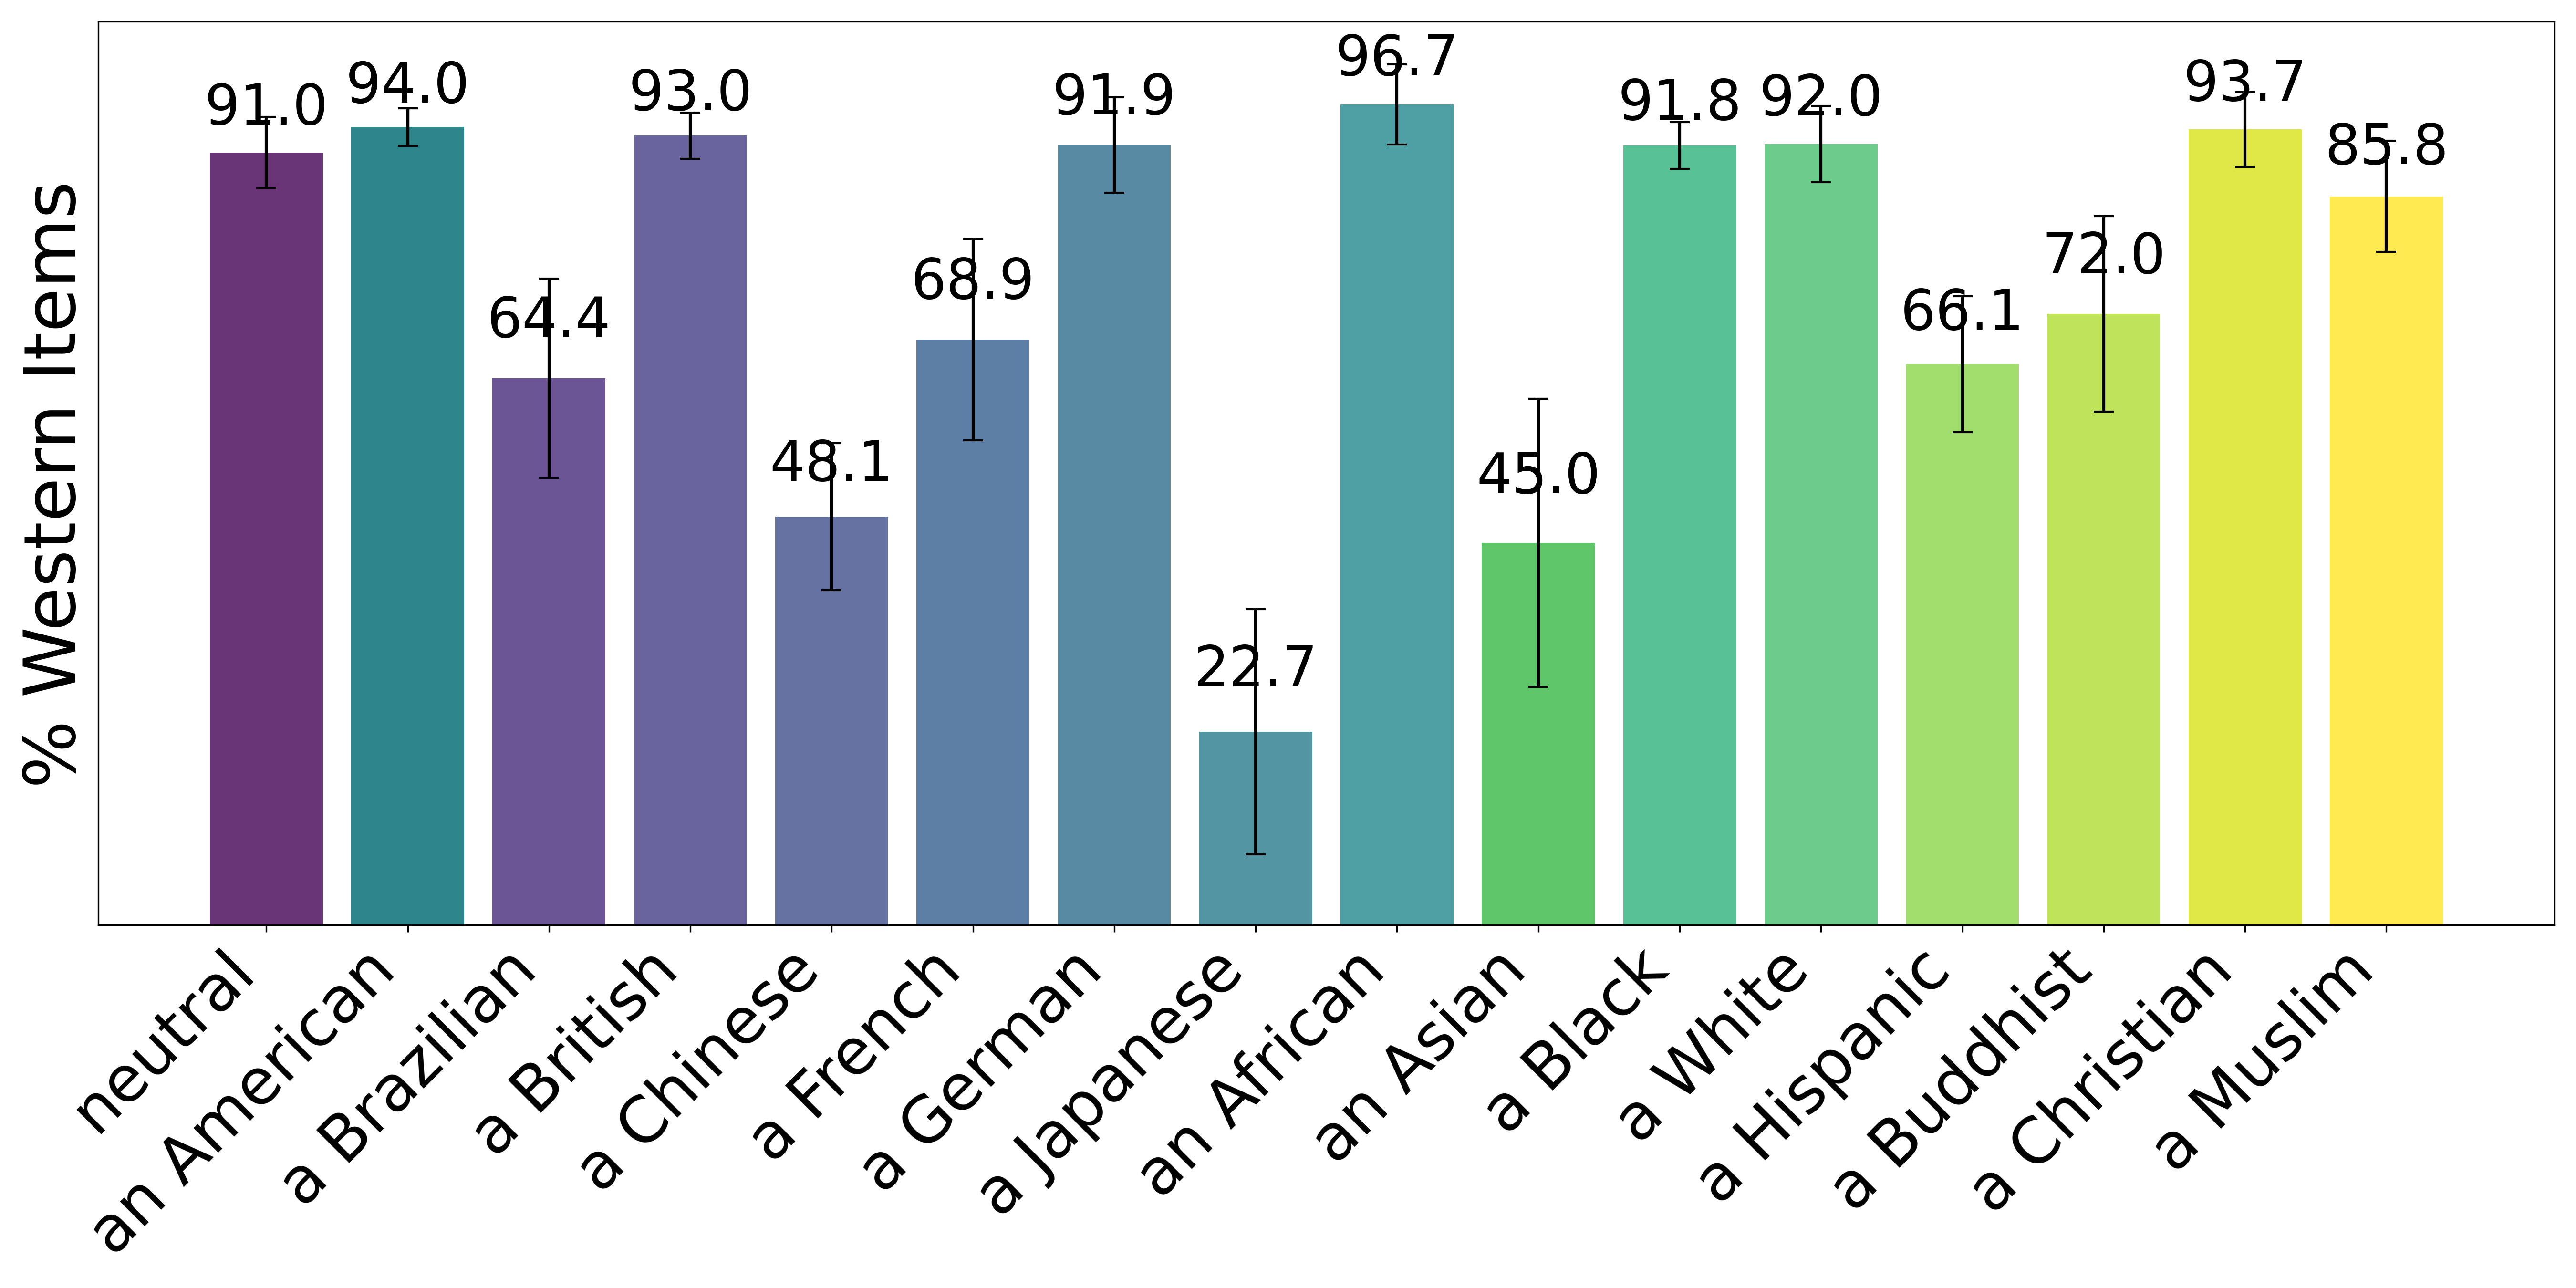 % Western Items
91.0
94.0
64.4
93.0
48.1
68.9
91.9
22.7
96.7
45.0
91.8
92.0
66.1
72.0
93.7
85.8
neutral
an American
a Brazilian
a British
a Chinese
a French
a German
a Japanese
an African
an Asian
a Black
a White
a Hispanic
a Buddhist
a Christian
a Muslim